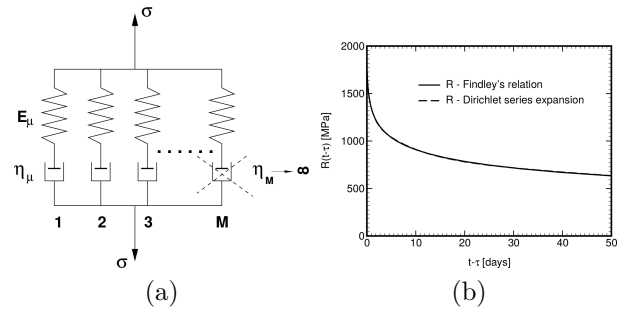 σ
E_μ
η_μ
η_M → ∞
1 2 3 M
σ
(a)
2000
1500
1000
500
0
R(t-τ) [MPa]
R - Findley's relation
R - Dirichlet series expansion
0 10 20 30 40 50
t-τ [days]
(b)